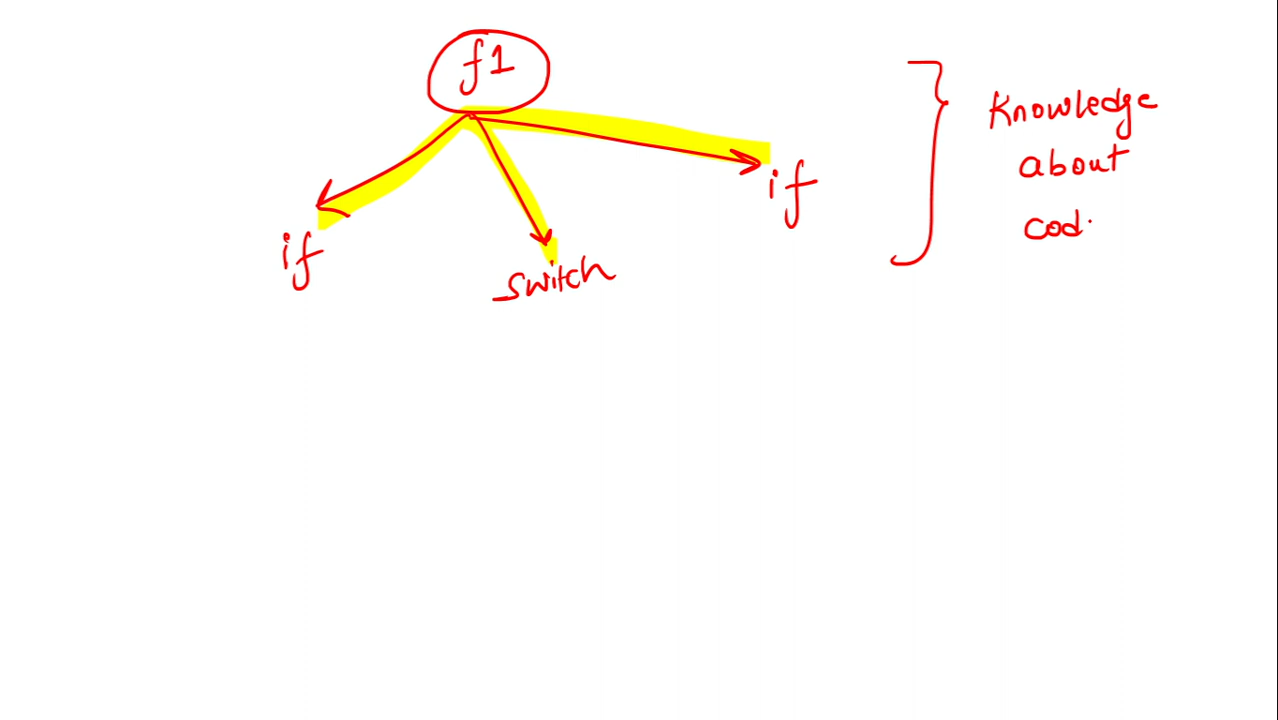 f1
if
switch
if
Knowledge
about
cod